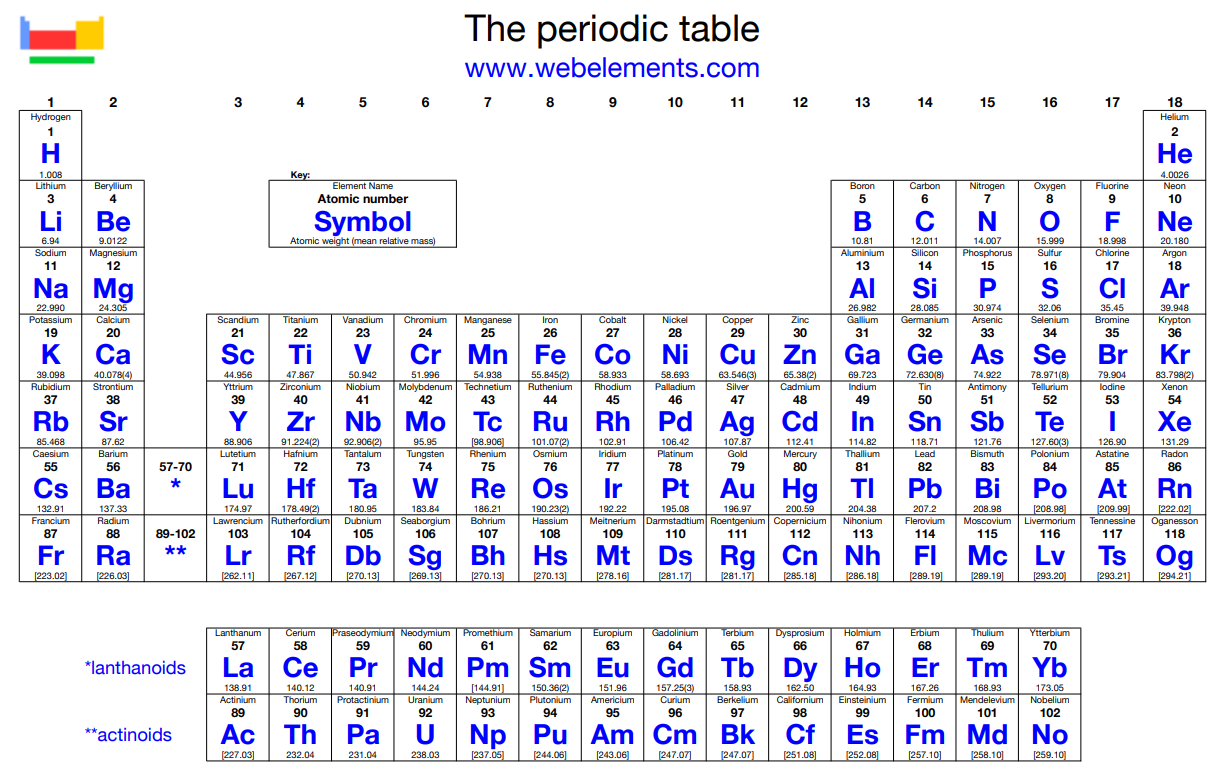 The periodic table
www.webelements.com
1 2 3 4 5 6 7 8 9 10 11 12 13 14 15 16 17 18
Hydrogen Helium
1 2
H He
1.008 4.0026
Key:
Lithium Beryllium Element Name Boron Carbon Nitrogen Oxygen Fluorine Neon
3 4 Atomic number 5 6 7 8 9 10
Li Be Symbol B C N O F Ne
6.94 9.0122 Atomic weight (mean relative mass) 10.81 12.011 14.007 15.999 18.998 20.180
Sodium Magnesium Aluminium Silicon Phosphorus Sulfur Chlorine Argon
11 12 13 14 15 16 17 18
Na Mg Al Si P S Cl Ar
22.990 24.305 26.982 28.085 30.974 32.06 35.45 39.948
Potassium Calcium Scandium Titanium Vanadium Chromium Manganese Iron Cobalt Nickel Copper Zinc Gallium Germanium Arsenic Selenium Bromine Krypton
19 20 21 22 23 24 25 26 27 28 29 30 31 32 33 34 35 36
K Ca Sc Ti V Cr Mn Fe Co Ni Cu Zn Ga Ge As Se Br Kr
39.098 40.078(4) 44.956 47.867 50.942 51.996 54.938 55.845(2) 58.933 58.693 63.546(3) 65.38(2) 69.723 72.630(8) 74.922 78.971(8) 79.904 83.798(2)
Rubidium Strontium Yttrium Zirconium Niobium Molybdenum Technetium Ruthenium Rhodium Palladium Silver Cadmium Indium Tin Antimony Tellurium Iodine Xenon
37 38 39 40 41 42 43 44 45 46 47 48 49 50 51 52 53 54
Rb Sr Y Zr Nb Mo Tc Ru Rh Pd Ag Cd In Sn Sb Te I Xe
85.468 87.62 88.906 91.224(2) 92.906(2) 95.95 [98.906] 101.07(2) 102.91 106.42 107.87 112.41 114.82 118.71 121.76 127.60(3) 126.90 131.29
Caesium Barium Lutetium Hafnium Tantalum Tungsten Rhenium Osmium Iridium Platinum Gold Mercury Thallium Lead Bismuth Polonium Astatine Radon
55 56 57-70 71 72 73 74 75 76 77 78 79 80 81 82 83 84 85 86
Cs Ba * Lu Hf Ta W Re Os Ir Pt Au Hg Tl Pb Bi Po At Rn
132.91 137.33 174.97 178.49(2) 180.95 183.84 186.21 190.23(2) 192.22 195.08 196.97 200.59 204.38 207.2 208.98 [208.98] [209.99] [222.02]
Francium Radium Lawrencium Rutherfordium Dubnium Seaborgium Bohrium Hassium Meitnerium Darmstadtium Roentgenium Copernicium Nihonium Flerovium Moscovium Livermorium Tennessine Oganesson
87 88 89-102 103 104 105 106 107 108 109 110 111 112 113 114 115 116 117 118
Fr Ra ** Lr Rf Db Sg Bh Hs Mt Ds Rg Cn Nh Fl Mc Lv Ts Og
[223.02] [226.03] [262.11] [267.12] [270.13] [269.13] [270.13] [270.13] [278.16] [281.17] [281.17] [285.18] [286.18] [289.19] [289.19] [293.20] [293.21] [294.21]
Lanthanum Cerium Praseodymium Neodymium Promethium Samarium Europium Gadolinium Terbium Dysprosium Holmium Erbium Thulium Ytterbium
57 58 59 60 61 62 63 64 65 66 67 68 69 70
*lanthanoids La Ce Pr Nd Pm Sm Eu Gd Tb Dy Ho Er Tm Yb
138.91 140.12 140.91 144.24 [144.91] 150.36(2) 151.96 157.25(3) 158.93 162.50 164.93 167.26 168.93 173.05
Actinium Thorium Protactinium Uranium Neptunium Plutonium Americium Curium Berkelium Californium Einsteinium Fermium Mendelevium Nobelium
89 90 91 92 93 94 95 96 97 98 99 100 101 102
**actinoids Ac Th Pa U Np Pu Am Cm Bk Cf Es Fm Md No
[227.03] 232.04 231.04 238.03 [237.05] [244.06] [243.06] [247.07] [247.07] [251.08] [252.08] [257.10] [258.10] [259.10]